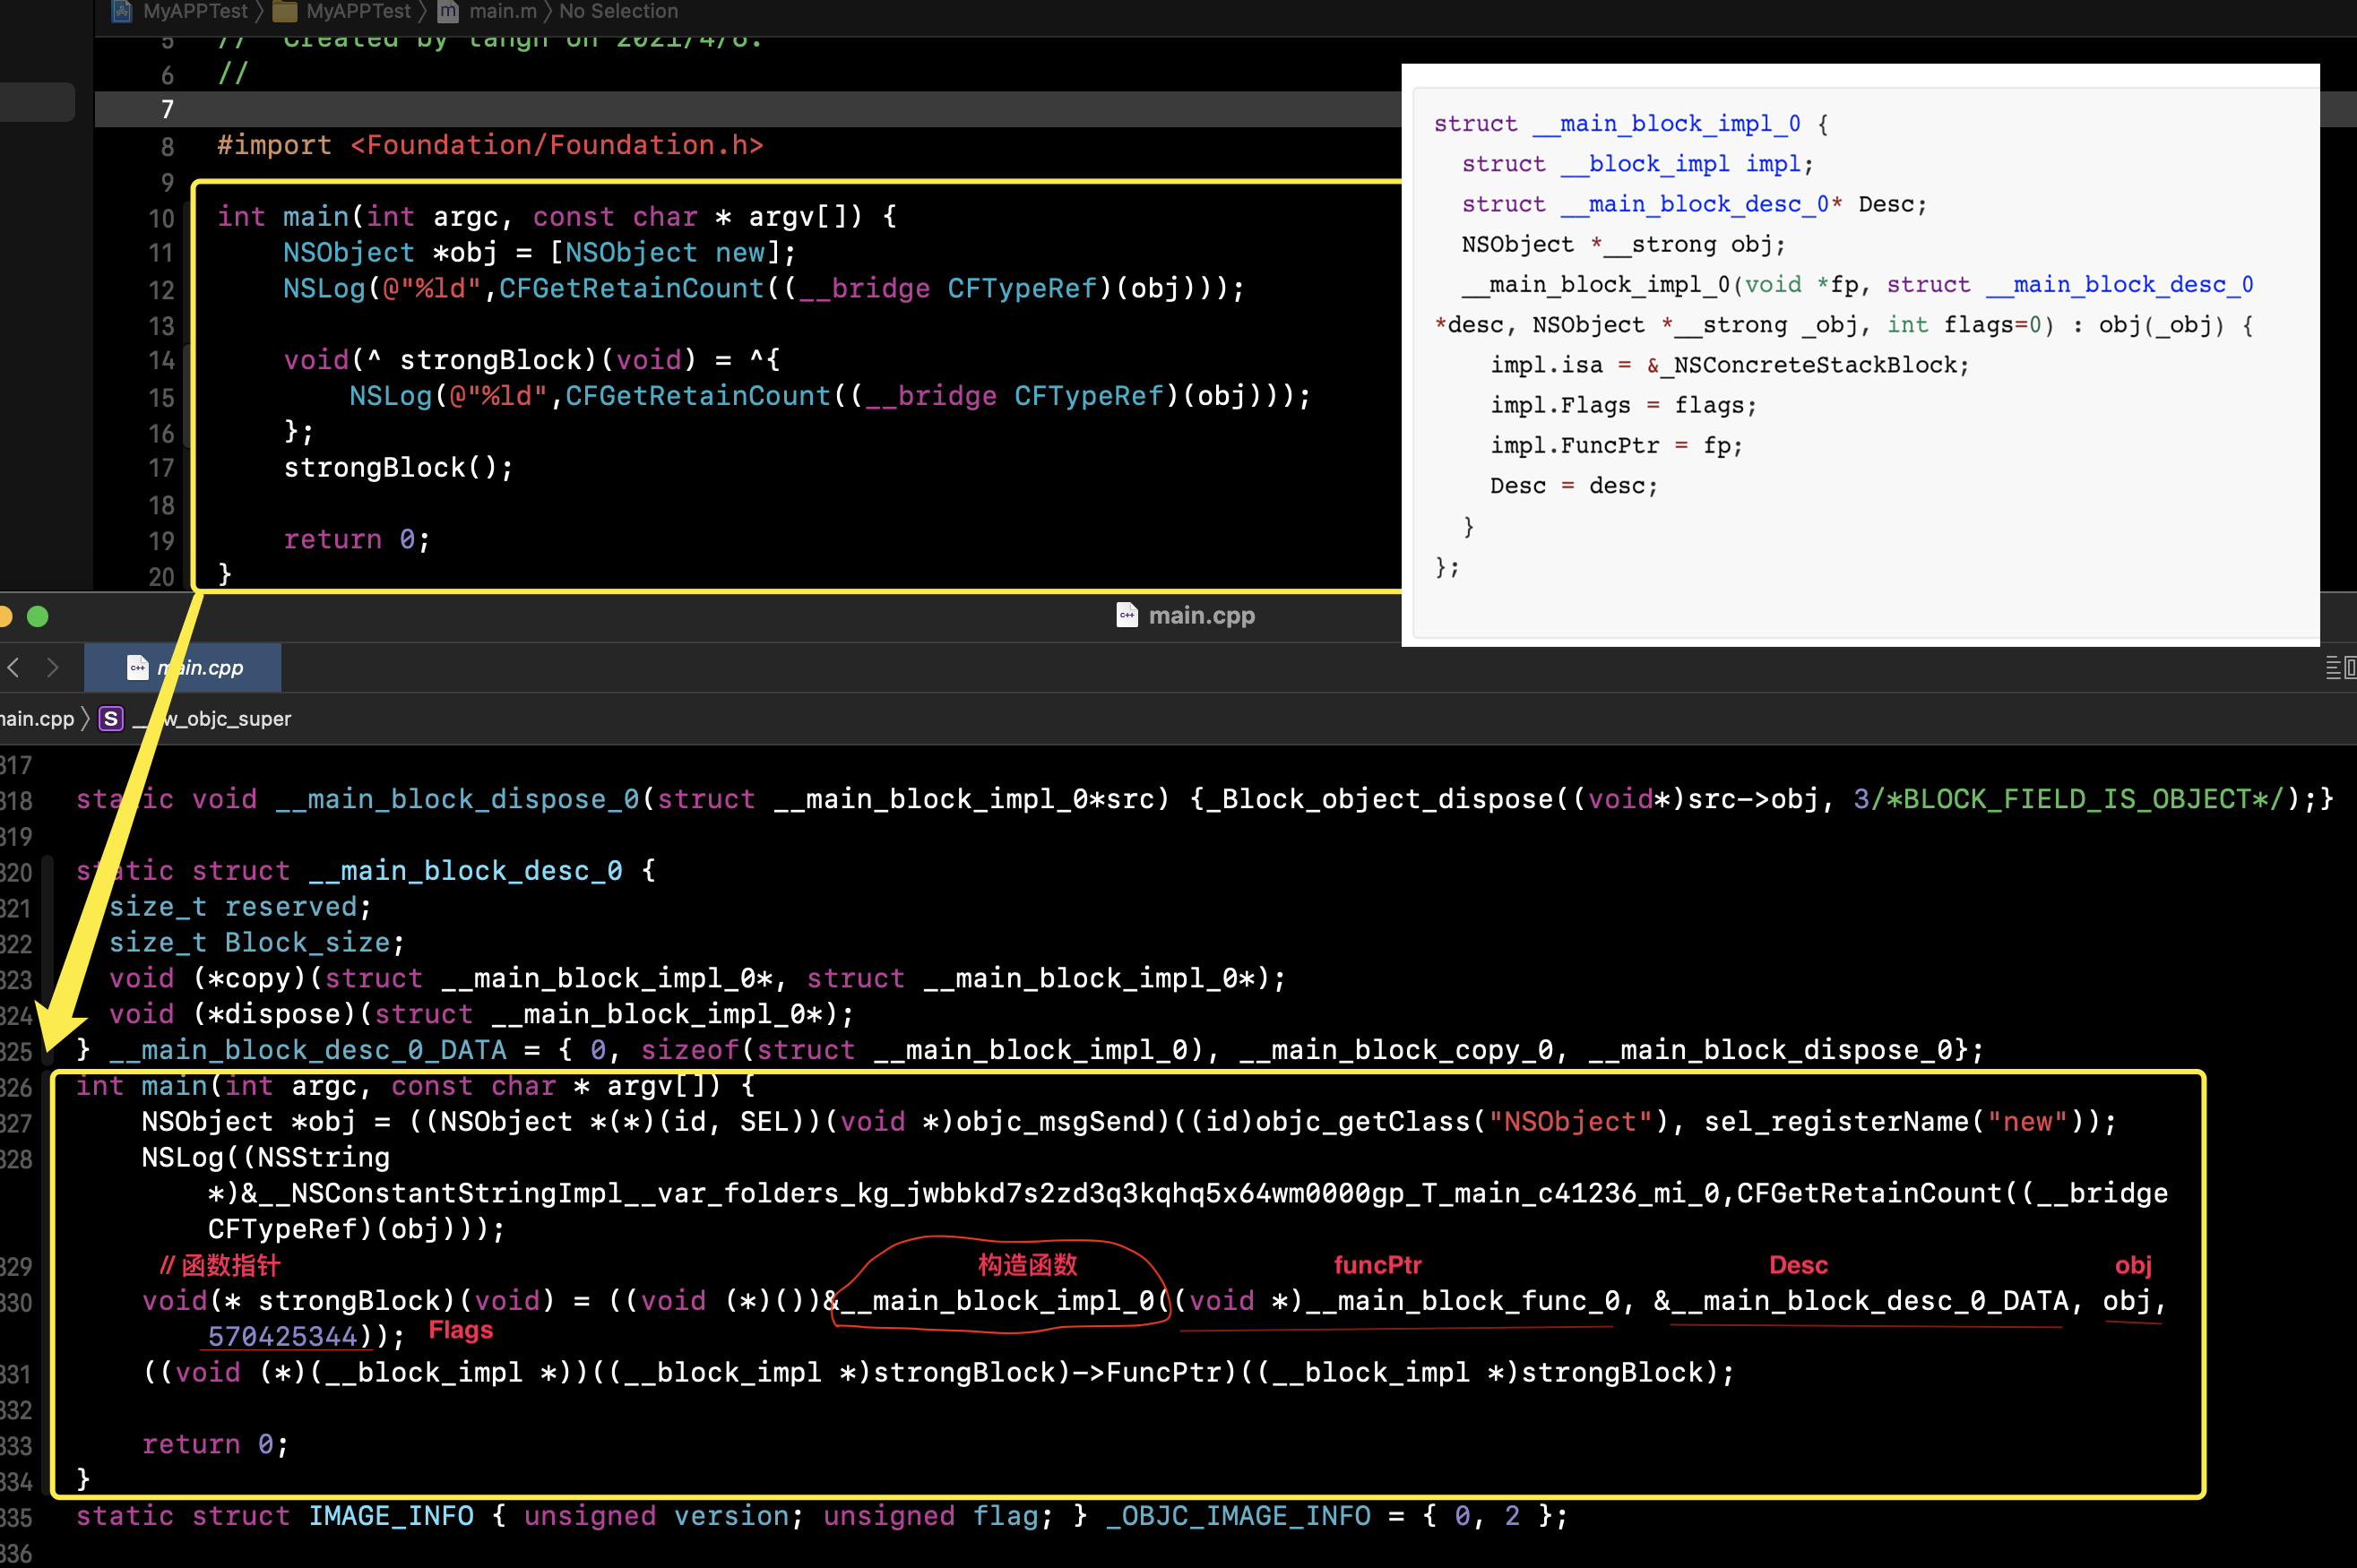 MyAPPTest 〉 MyAPPTest 〉 m main.m 〉 No Selection
5 // Created by tangh on 2021/4/6.
6 //
7
8 #import <Foundation/Foundation.h>
9
10 int main(int argc, const char * argv[]) {
11 NSObject *obj = [NSObject new];
12 NSLog(@"%ld",CFGetRetainCount((__bridge CFTypeRef)(obj)));
13
14 void(^ strongBlock)(void) = ^{
15 NSLog(@"%ld",CFGetRetainCount((__bridge CFTypeRef)(obj)));
16 };
17 strongBlock();
18
19 return 0;
20 }
struct __main_block_impl_0 {
struct __block_impl impl;
struct __main_block_desc_0* Desc;
NSObject *__strong obj;
__main_block_impl_0(void *fp, struct __main_block_desc_0
*desc, NSObject *__strong _obj, int flags=0) : obj(_obj) {
impl.isa = &_NSConcreteStackBlock;
impl.Flags = flags;
impl.FuncPtr = fp;
Desc = desc;
}
};
main.cpp
main.cpp
main.cpp 〉 S __rw_objc_super
317
318 static void __main_block_dispose_0(struct __main_block_impl_0*src) {_Block_object_dispose((void*)src->obj, 3/*BLOCK_FIELD_IS_OBJECT*/);}
319
320 static struct __main_block_desc_0 {
321 size_t reserved;
322 size_t Block_size;
323 void (*copy)(struct __main_block_impl_0*, struct __main_block_impl_0*);
324 void (*dispose)(struct __main_block_impl_0*);
325 } __main_block_desc_0_DATA = { 0, sizeof(struct __main_block_impl_0), __main_block_copy_0, __main_block_dispose_0};
326 int main(int argc, const char * argv[]) {
327 NSObject *obj = ((NSObject *(*)(id, SEL))(void *)objc_msgSend)((id)objc_getClass("NSObject"), sel_registerName("new"));
328 NSLog((NSString
*)&__NSConstantStringImpl__var_folders_kg_jwbbkd7s2zd3q3kqhq5x64wm0000gp_T_main_c41236_mi_0,CFGetRetainCount((__bridge
CFTypeRef)(obj)));
329 // 函数指针 构造函数 funcPtr Desc obj
330 void(* strongBlock)(void) = ((void (*)())&__main_block_impl_0((void *)__main_block_func_0, &__main_block_desc_0_DATA, obj,
570425344)); Flags
331 ((void (*)(__block_impl *))((__block_impl *)strongBlock)->FuncPtr)((__block_impl *)strongBlock);
332
333 return 0;
334 }
335 static struct IMAGE_INFO { unsigned version; unsigned flag; } _OBJC_IMAGE_INFO = { 0, 2 };
336